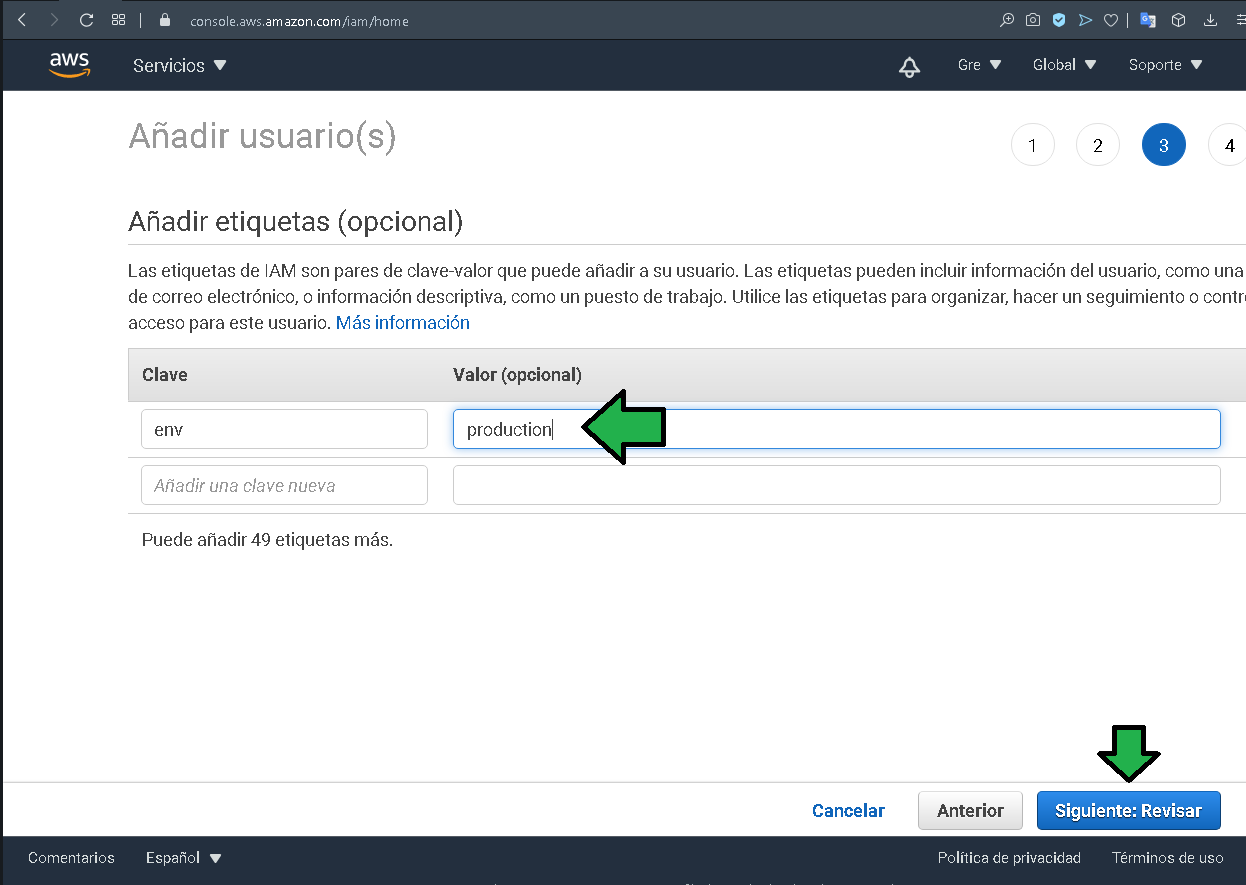 console.aws.amazon.com/iam/home
aws Servicios Gre Global Soporte
Añadir usuario(s) 1 2 3 4
Añadir etiquetas (opcional)
Las etiquetas de IAM son pares de clave-valor que puede añadir a su usuario. Las etiquetas pueden incluir información del usuario, como una
de correo electrónico, o información descriptiva, como un puesto de trabajo. Utilice las etiquetas para organizar, hacer un seguimiento o contr
acceso para este usuario. Más información
Clave Valor (opcional)
env production
Añadir una clave nueva
Puede añadir 49 etiquetas más.
Cancelar Anterior Siguiente: Revisar
Comentarios Español Política de privacidad Términos de uso